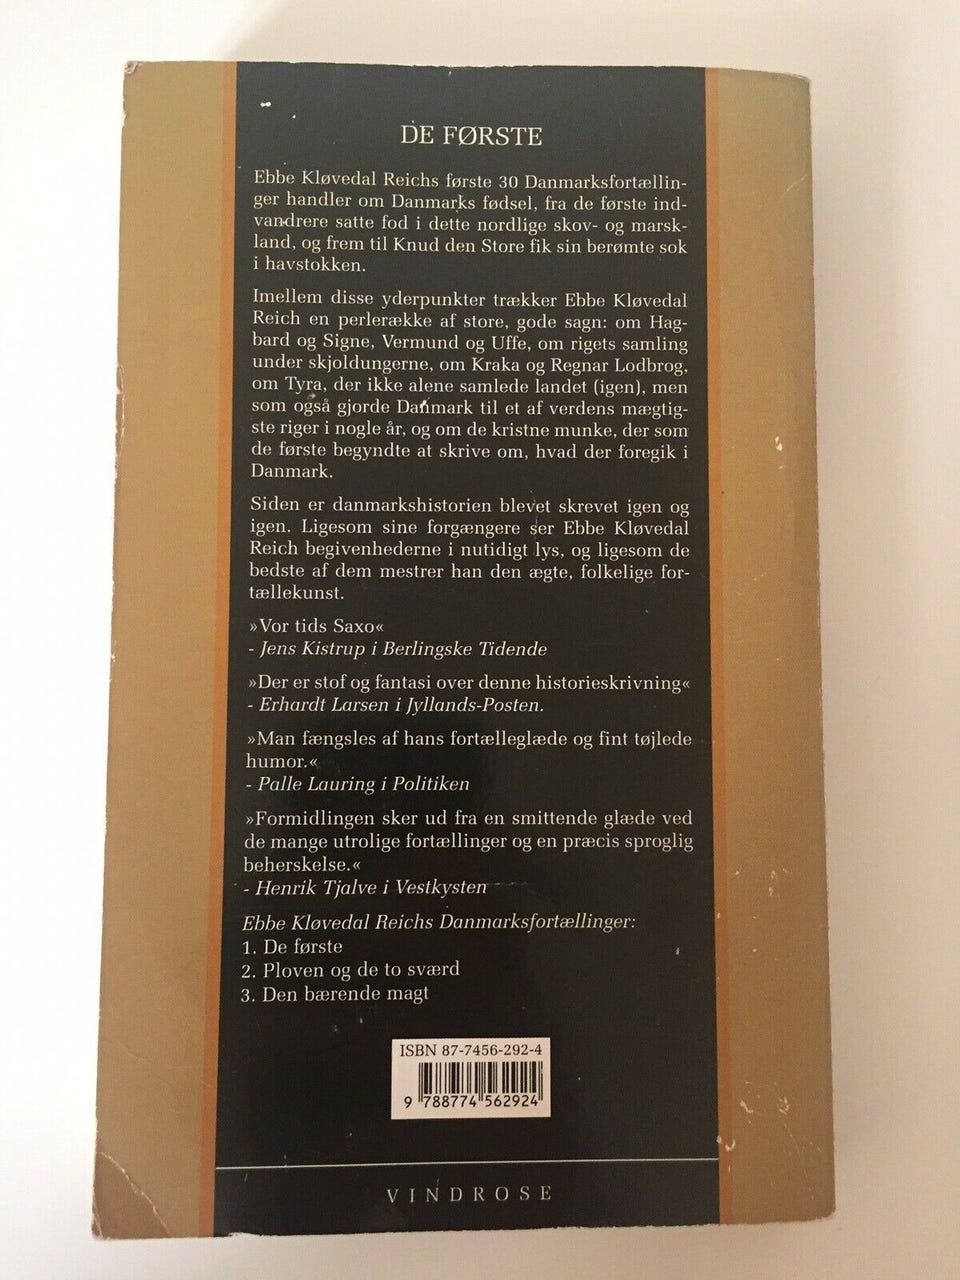 DE FØRSTE
Ebbe Kløvedal Reichs første 30 Danmarksfortællin-
ger handler om Danmarks fødsel, fra de første ind-
vandrere satte fod i dette nordlige skov- og marsk-
land, og frem til Knud den Store fik sin berømte sok
i havstokken.
Imellem disse yderpunkter trækker Ebbe Kløvedal
Reich en perlerække af store, gode sagn: om Hag-
bard og Signe, Vermund og Uffe, om rigets samling
under skjoldungerne, om Kraka og Regnar Lodbrog,
om Tyra, der ikke alene samlede landet (igen), men
som også gjorde Danmark til et af verdens mægtig-
ste riger i nogle år, og om de kristne munke, der som
de første begyndte at skrive om, hvad der foregik i
Danmark.
Siden er danmarkshistorien blevet skrevet igen og
igen. Ligesom sine forgængere ser Ebbe Kløvedal
Reich begivenhederne i nutidigt lys, og ligesom de
bedste af dem mestrer han den ægte, folkelige for-
tællekunst.
»Vor tids Saxo«
- Jens Kistrup i Berlingske Tidende
»Der er stof og fantasi over denne historieskrivning«
- Erhardt Larsen i Jyllands-Posten.
»Man fængsles af hans fortælleglæde og fint tøjlede
humor.«
- Palle Lauring i Politiken
»Formidlingen sker ud fra en smittende glæde ved
de mange utrolige fortællinger og en præcis sproglig
beherskelse.«
- Henrik Tjalve i Vestkysten
Ebbe Kløvedal Reichs Danmarksfortællinger:
1. De første
2. Ploven og de to sværd
3. Den bærende magt
ISBN 87-7456-292-4
9 788774 562924
VINDROSE